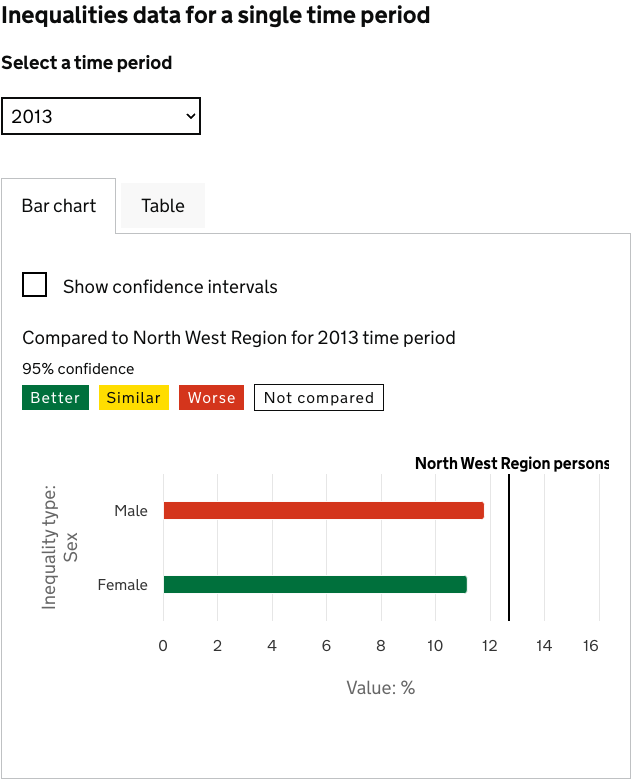 Inequalities data for a single time period
Select a time period
2013
Bar chart
Table
Show confidence intervals
Compared to North West Region for 2013 time period
95% confidence
Better
Similar
Worse
Not compared
North West Region persons
Inequality type:
Sex
Male
Female
0 2 4 6 8 10 12 14 16
Value: %